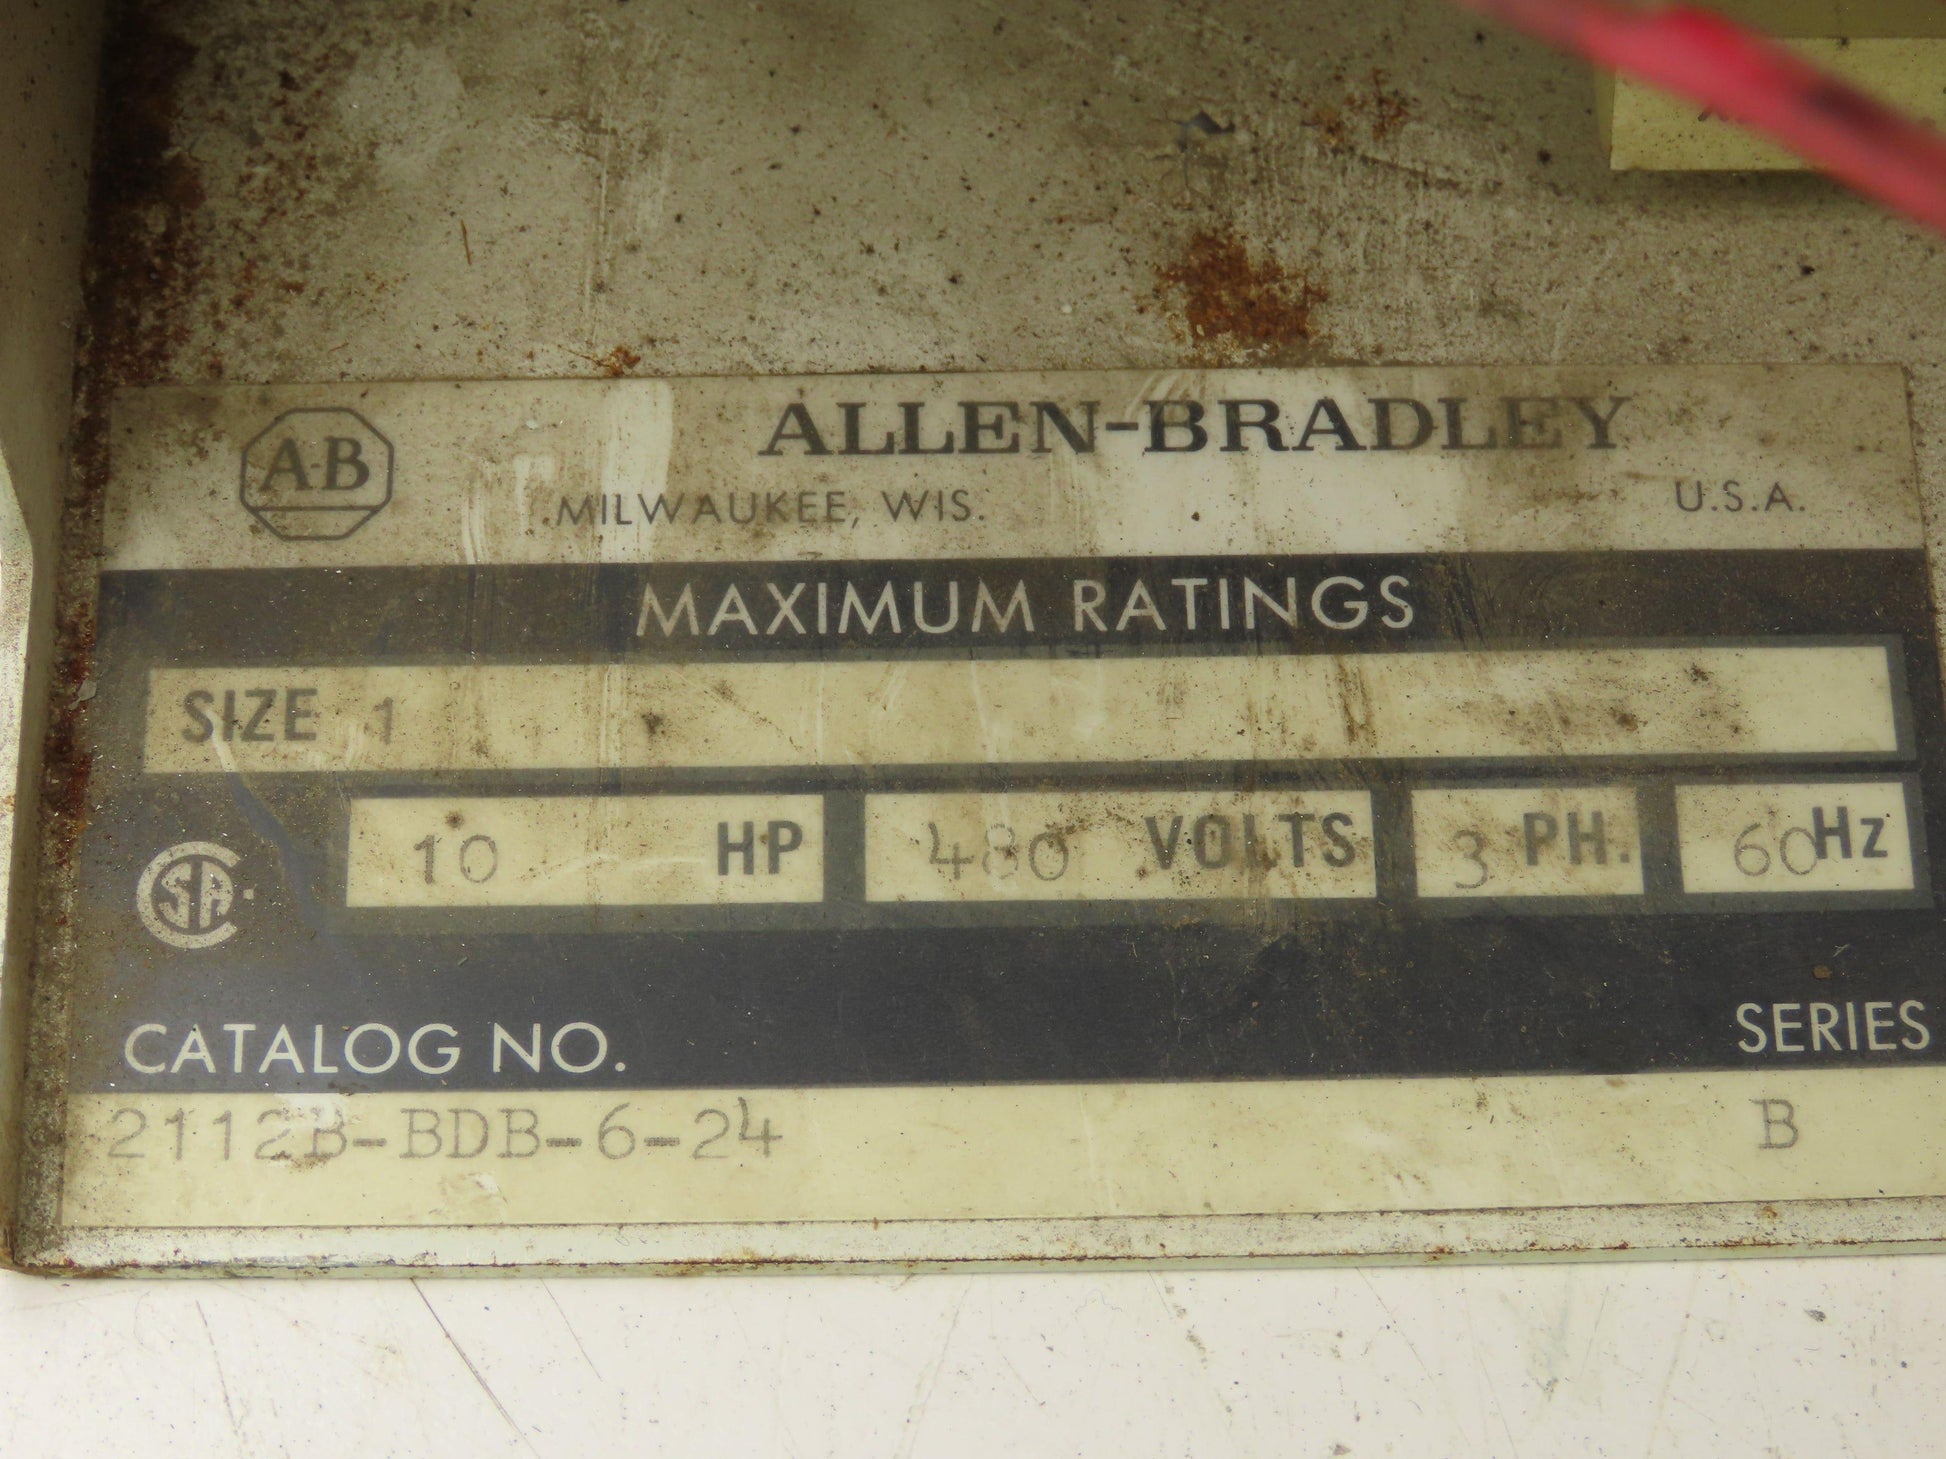 A-B
ALLEN-BRADLEY
MILWAUKEE, WIS. U.S.A.
MAXIMUM RATINGS
SIZE 1
CSA 10 HP 480 VOLTS 3 PH. 60 Hz
CATALOG NO. SERIES
2112B-BDB-6-24 B